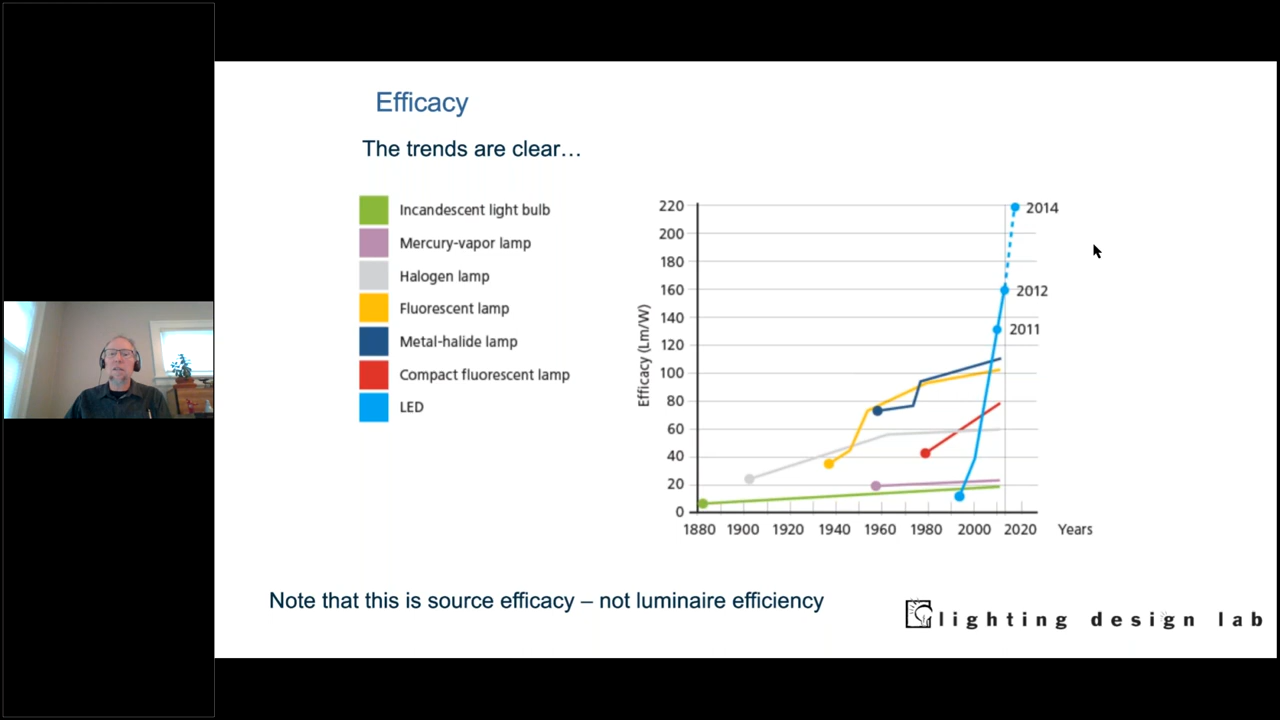 Efficacy
The trends are clear…
Incandescent light bulb
Mercury-vapor lamp
Halogen lamp
Fluorescent lamp
Metal-halide lamp
Compact fluorescent lamp
LED
Efficacy (Lm/W)
220
200
180
160
140
120
100
80
60
40
20
0
2014
2012
2011
1880 1900 1920 1940 1960 1980 2000 2020 Years
Note that this is source efficacy – not luminaire efficiency
lighting design lab